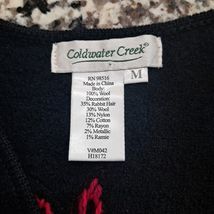 Coldwater Creek®
M
RN 98516
Made in China
Body:
100% Wool
Decoration:
35% Rabbit Hair
30% Wool
13% Nylon
12% Cotton
7% Rayon
2% Metallic
1% Ramie
V#M042
H18172